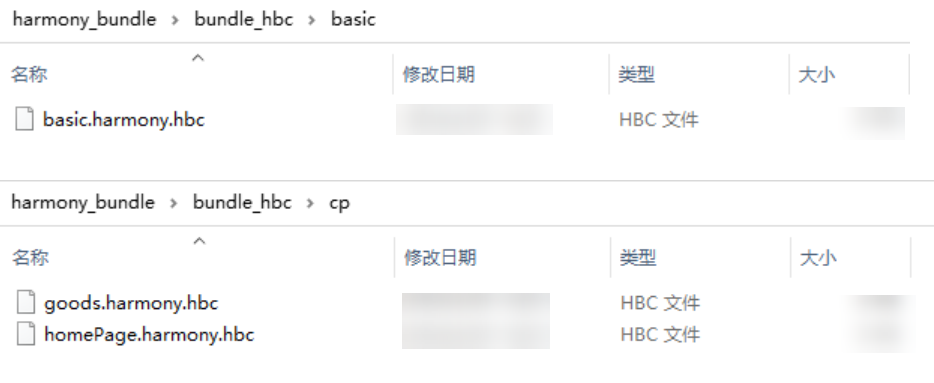 harmony_bundle > bundle_hbc > basic
名称 修改日期 类型 大小
basic.harmony.hbc HBC 文件
harmony_bundle > bundle_hbc > cp
名称 修改日期 类型 大小
goods.harmony.hbc HBC 文件
homePage.harmony.hbc HBC 文件